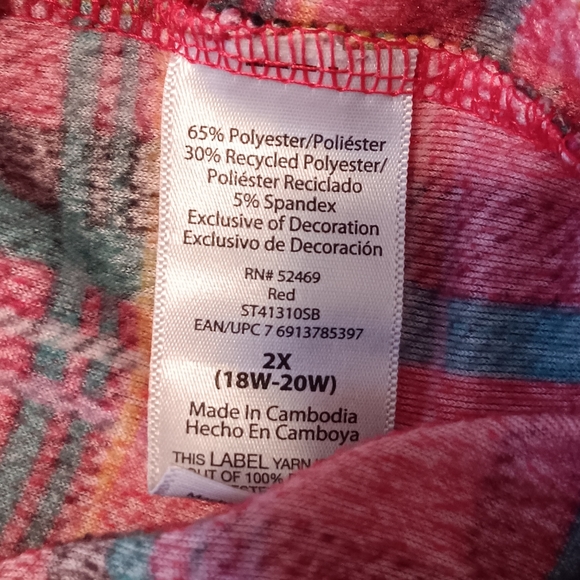 65% Polyester/Poliéster
30% Recycled Polyester/
Poliéster Reciclado
5% Spandex
Exclusive of Decoration
Exclusivo de Decoración
RN# 52469
Red
ST41310SB
EAN/UPC 7 6913785397
2X
(18W-20W)
Made In Cambodia
Hecho En Camboya
THIS LABEL YARN
OUT OF 100%